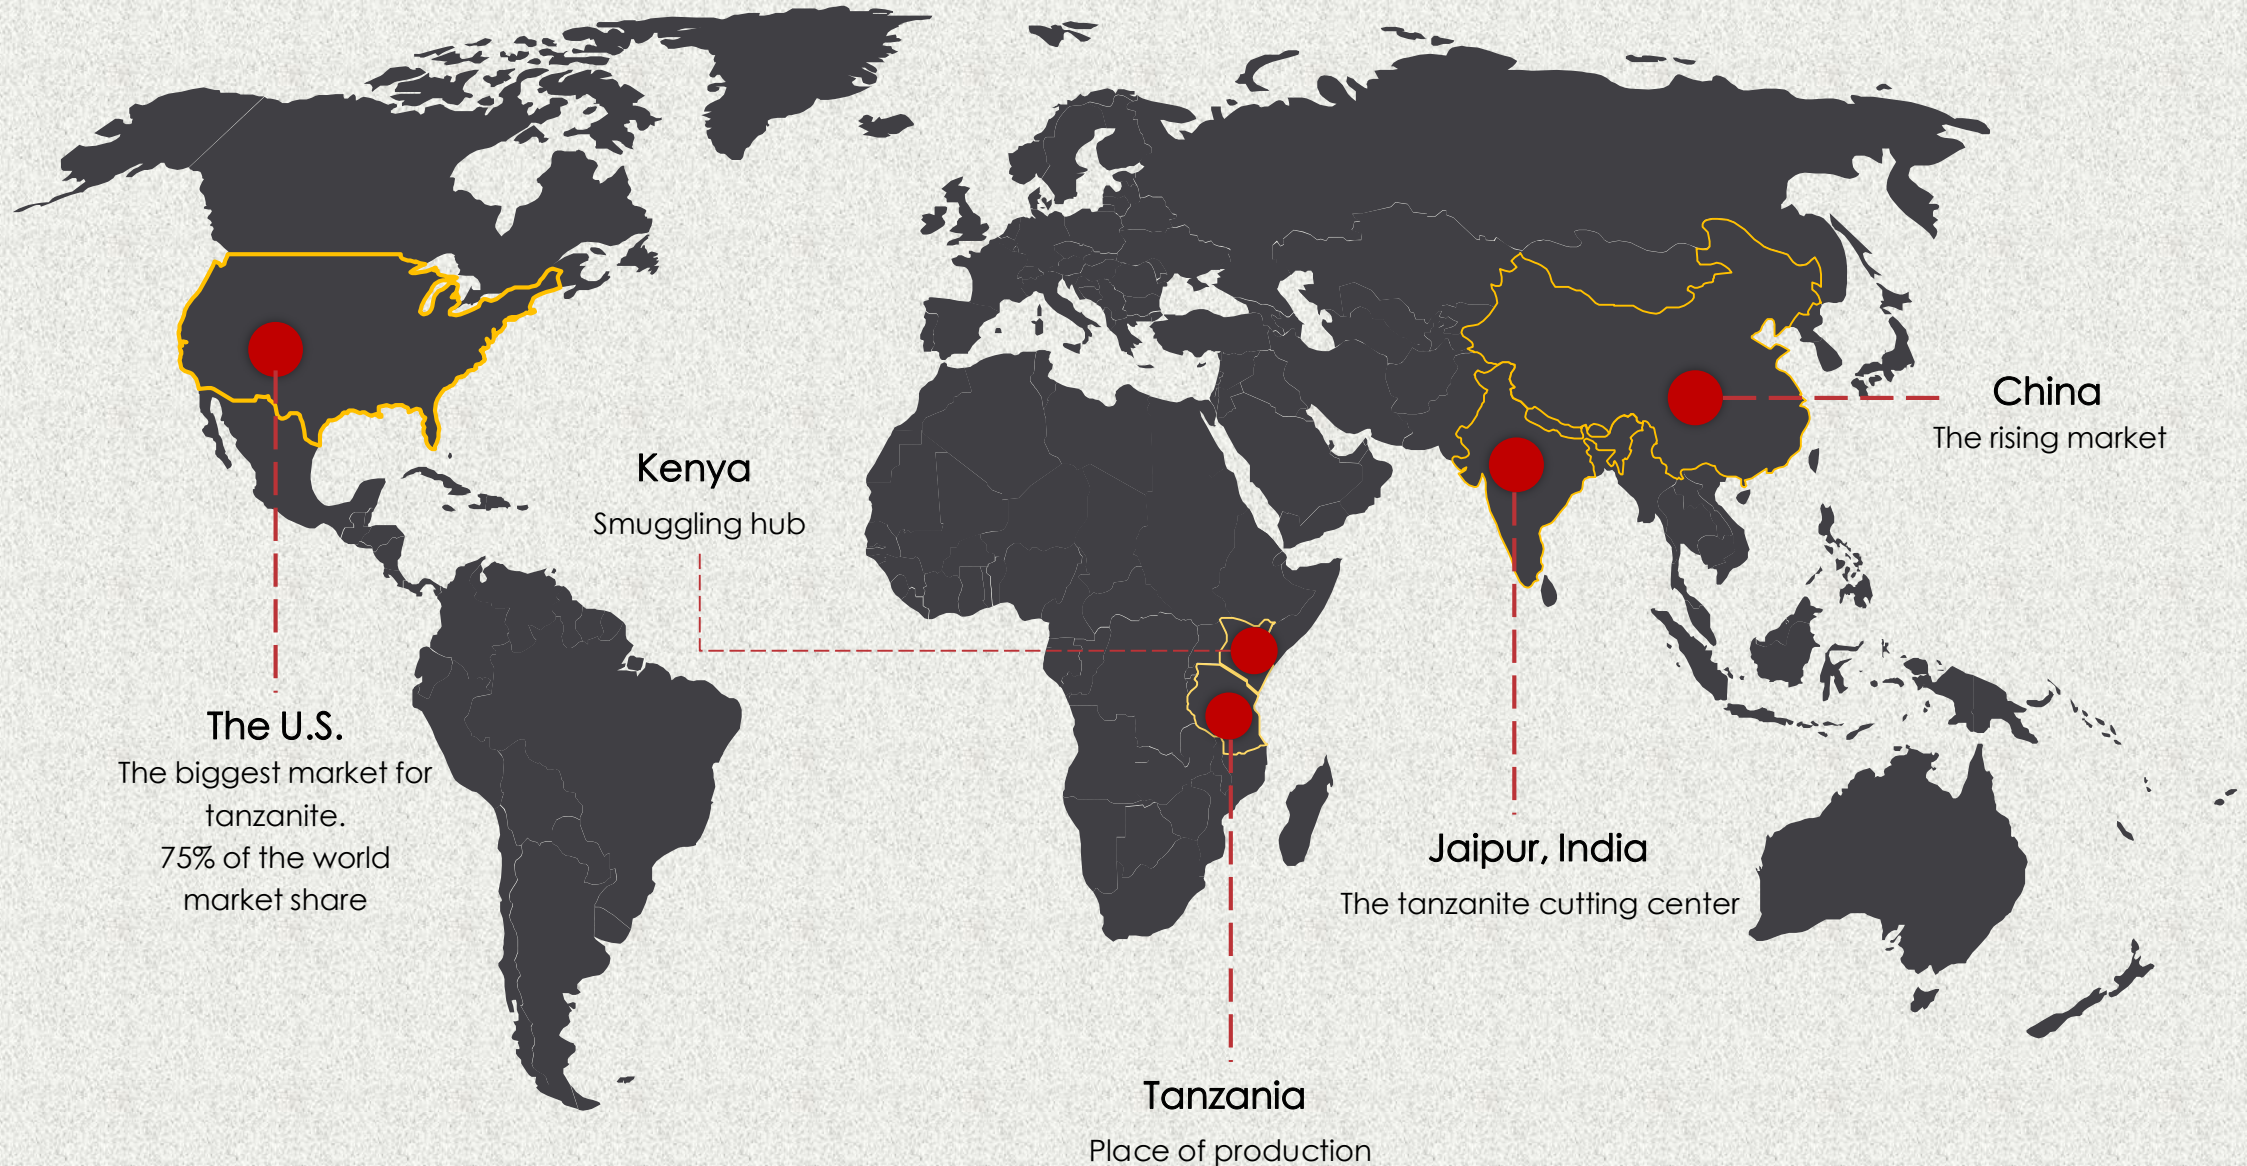 China
The rising market
Kenya
Smuggling hub
The U.S.
The biggest market for
tanzanite.
75% of the world
market share
Jaipur, India
The tanzanite cutting center
Tanzania
Place of production